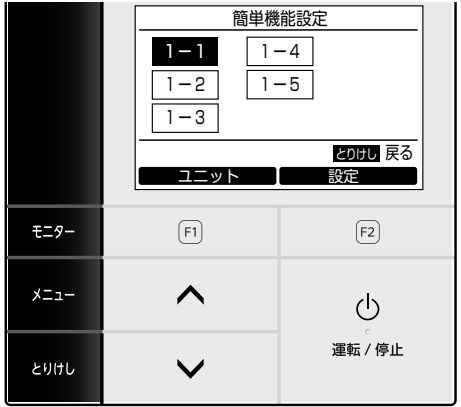 簡単機能設定
1-1 1-4
1-2 1-5
1-3
とりけし 戻る
ユニット 設定
モニター F1 F2
メニュー
運転 / 停止
とりけし